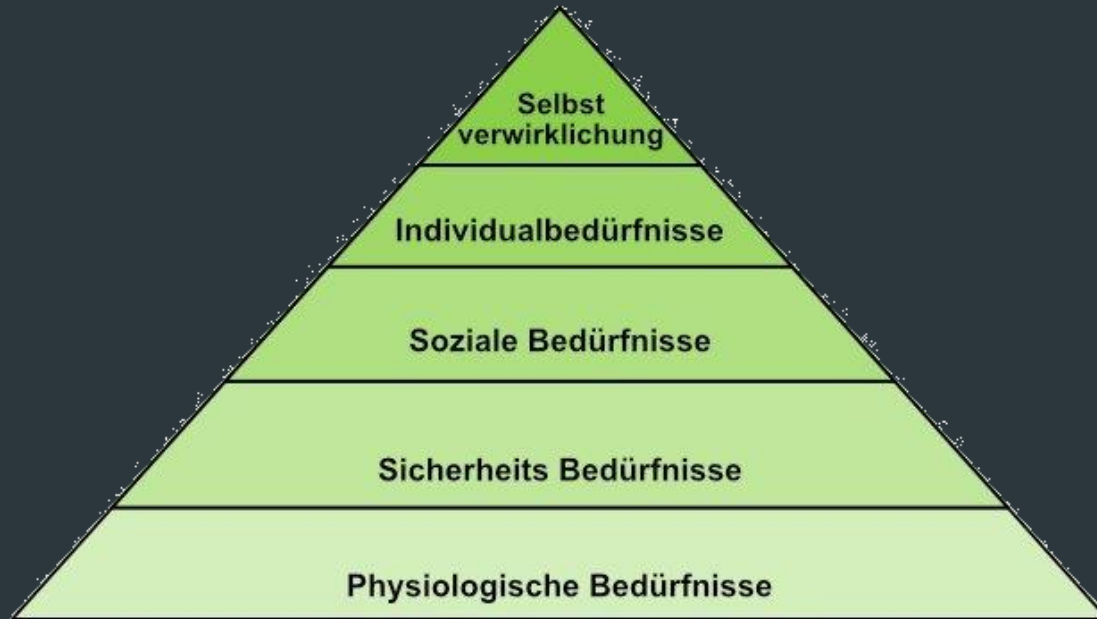 Selbst
verwirklichung
Individualbedürfnisse
Soziale Bedürfnisse
Sicherheits Bedürfnisse
Physiologische Bedürfnisse